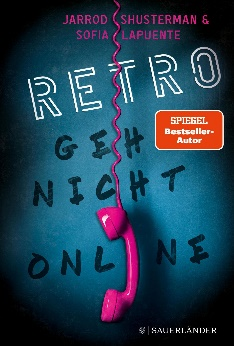 JARROD SHUSTERMAN &
SOFIA LAPUENTE
RETRO
GEH
NICHT
ONLINE
SPIEGEL
Bestseller-
Autor
SAUERLÄNDER